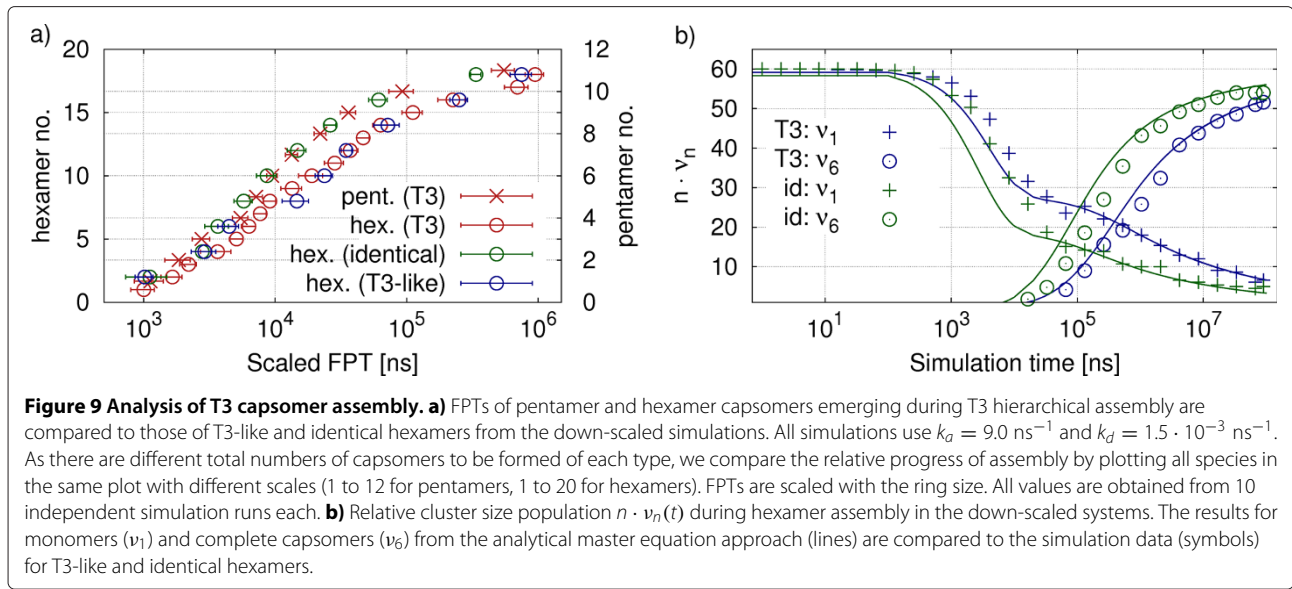 a)
20
15
10
5
0
hexamer no.
12
10
8
6
4
2
0
pentamer no.
pent. (T3)
hex. (T3)
hex. (identical)
hex. (T3-like)
10³ 10⁴ 10⁵ 10⁶
Scaled FPT [ns]
b)
60
50
40
30
20
10
n · νₙ
T3: ν₁
T3: ν₆
id: ν₁
id: ν₆
10¹ 10³ 10⁵ 10⁷
Simulation time [ns]
Figure 9 Analysis of T3 capsomer assembly. a) FPTs of pentamer and hexamer capsomers emerging during T3 hierarchical assembly are
compared to those of T3-like and identical hexamers from the down-scaled simulations. All simulations use kₐ = 9.0 ns⁻¹ and k_d = 1.5 · 10⁻³ ns⁻¹.
As there are different total numbers of capsomers to be formed of each type, we compare the relative progress of assembly by plotting all species in
the same plot with different scales (1 to 12 for pentamers, 1 to 20 for hexamers). FPTs are scaled with the ring size. All values are obtained from 10
independent simulation runs each. b) Relative cluster size population n · νₙ(t) during hexamer assembly in the down-scaled systems. The results for
monomers (ν₁) and complete capsomers (ν₆) from the analytical master equation approach (lines) are compared to the simulation data (symbols)
for T3-like and identical hexamers.